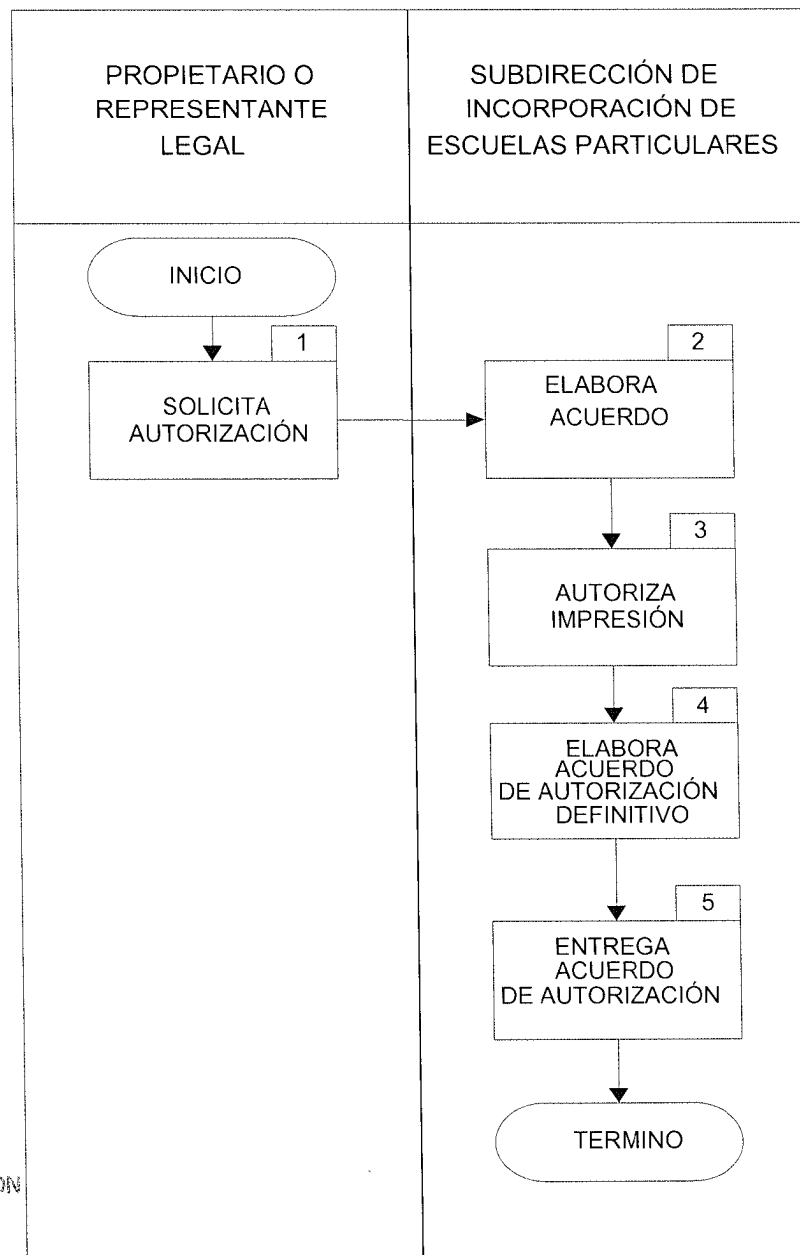 PROPIETARIO O
REPRESENTANTE
LEGAL
SUBDIRECCIÓN DE
INCORPORACIÓN DE
ESCUELAS PARTICULARES
INICIO
1
SOLICITA
AUTORIZACIÓN
2
ELABORA
ACUERDO
3
AUTORIZA
IMPRESIÓN
4
ELABORA
ACUERDO
DE AUTORIZACIÓN
DEFINITIVO
5
ENTREGA
ACUERDO
DE AUTORIZACIÓN
TERMINO